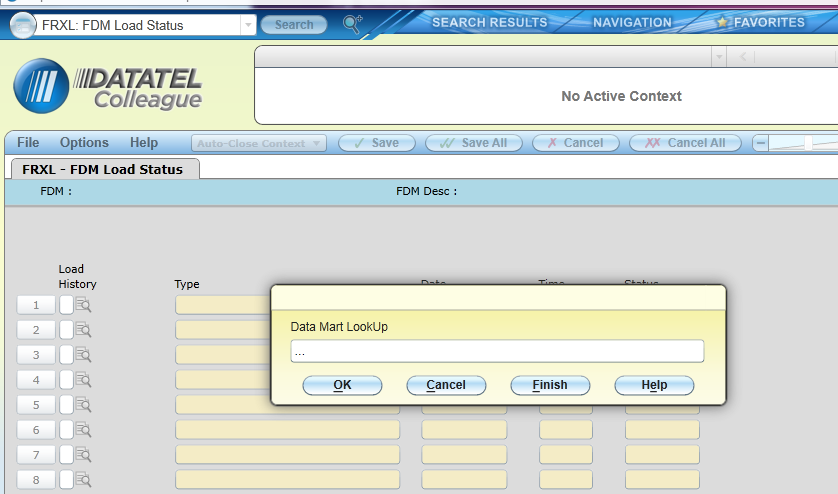 FRXL: FDM Load Status Search SEARCH RESULTS NAVIGATION FAVORITES
DATATEL
Colleague
No Active Context
File Options Help Auto-Close Context Save Save All Cancel Cancel All
FRXL - FDM Load Status
FDM : FDM Desc :
Load
History Type Date Time Status
Data Mart LookUp
...
OK Cancel Finish Help
1
2
3
4
5
6
7
8